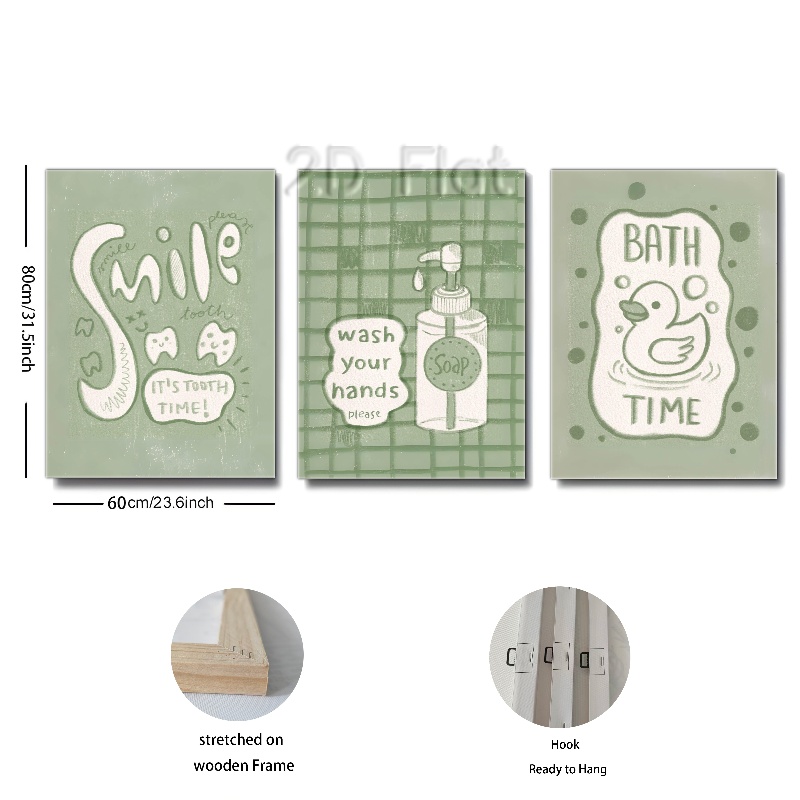 2D Flat
80cm/31.5inch
Smile
smile
please
tooth
IT'S TOOTH
TIME!
wash
your
hands
please
Soap
BATH
TIME
60cm/23.6inch
stretched on
wooden Frame
Hook
Ready to Hang